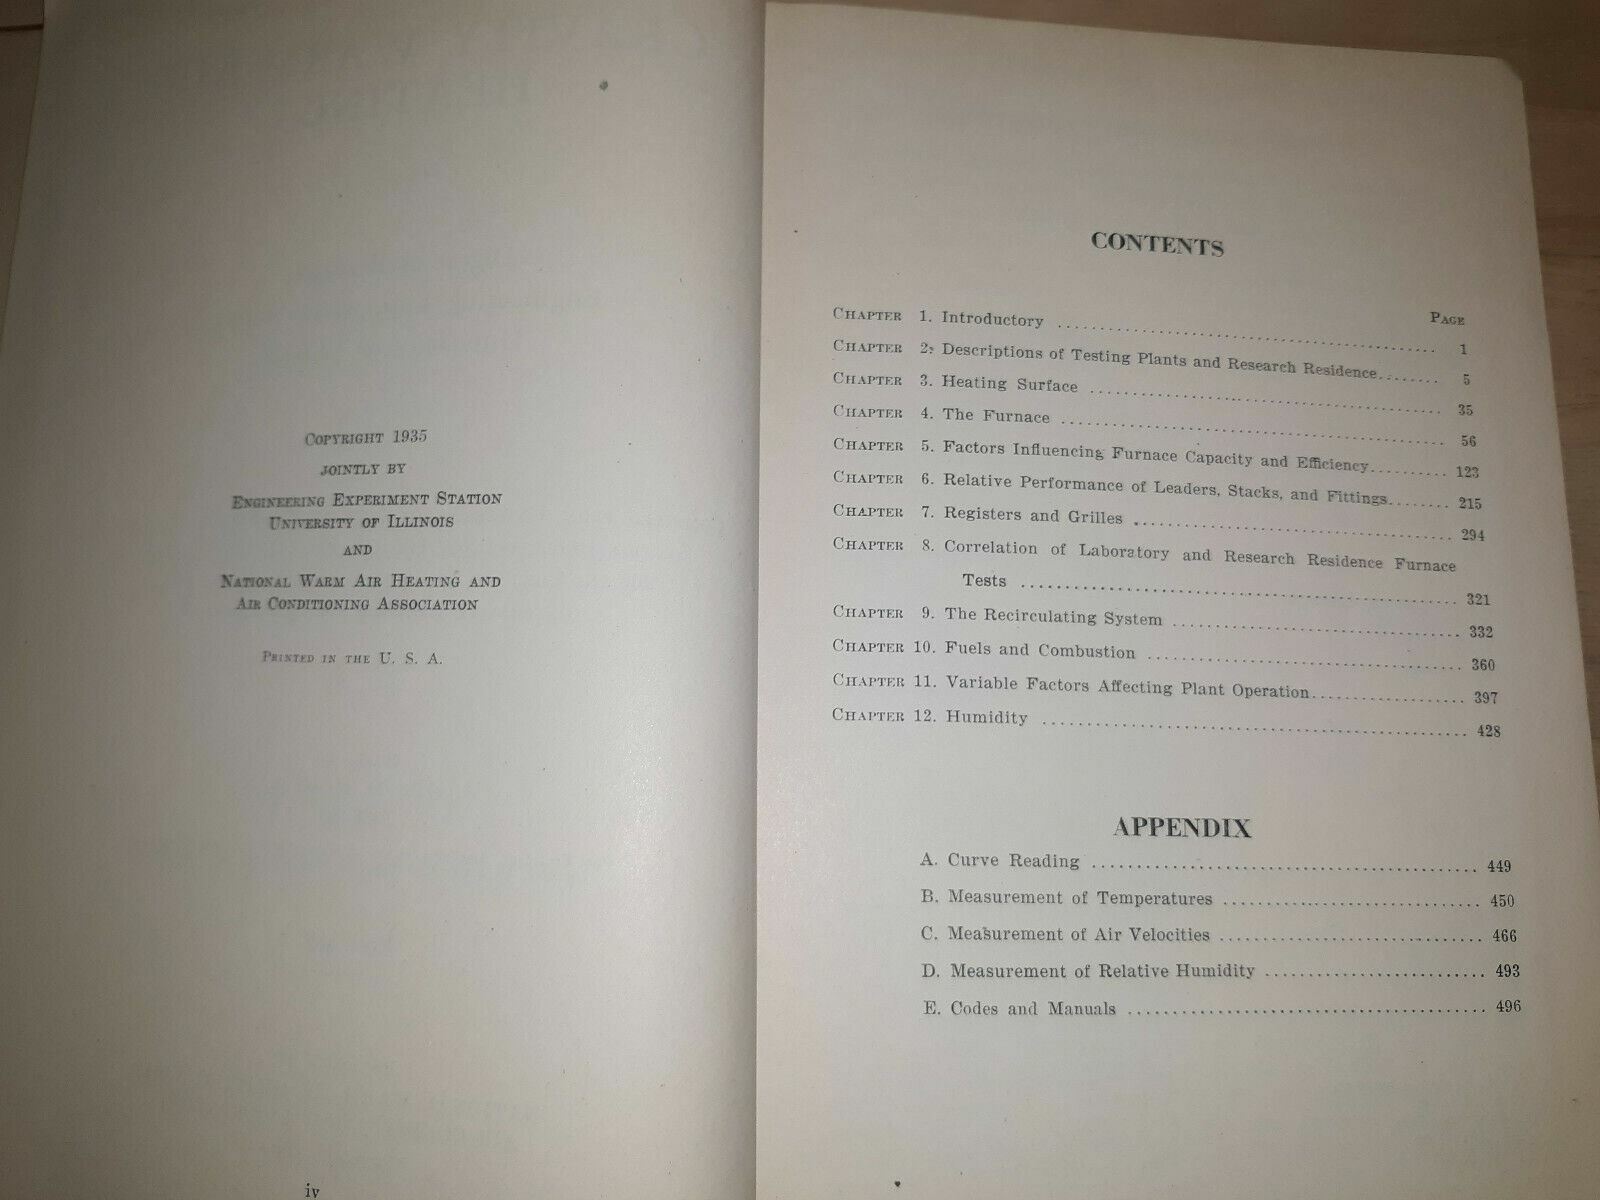 COPYRIGHT 1935
JOINTLY BY
ENGINEERING EXPERIMENT STATION
UNIVERSITY OF ILLINOIS
AND
NATIONAL WARM AIR HEATING AND
AIR CONDITIONING ASSOCIATION
PRINTED IN THE U. S. A.
iv
CONTENTS
PAGE
CHAPTER 1. Introductory ........................................ 1
CHAPTER 2. Descriptions of Testing Plants and Research Residence........ 5
CHAPTER 3. Heating Surface ........................................ 35
CHAPTER 4. The Furnace ........................................ 56
CHAPTER 5. Factors Influencing Furnace Capacity and Efficiency.......... 123
CHAPTER 6. Relative Performance of Leaders, Stacks, and Fittings........ 215
CHAPTER 7. Registers and Grilles ........................................ 294
CHAPTER 8. Correlation of Laboratory and Research Residence Furnace
Tests ........................................ 321
CHAPTER 9. The Recirculating System ........................................ 332
CHAPTER 10. Fuels and Combustion ........................................ 360
CHAPTER 11. Variable Factors Affecting Plant Operation.................. 397
CHAPTER 12. Humidity ........................................ 428
APPENDIX
A. Curve Reading ........................................ 449
B. Measurement of Temperatures .............................. 450
C. Measurement of Air Velocities .............................. 466
D. Measurement of Relative Humidity ......................... 493
E. Codes and Manuals ........................................ 496